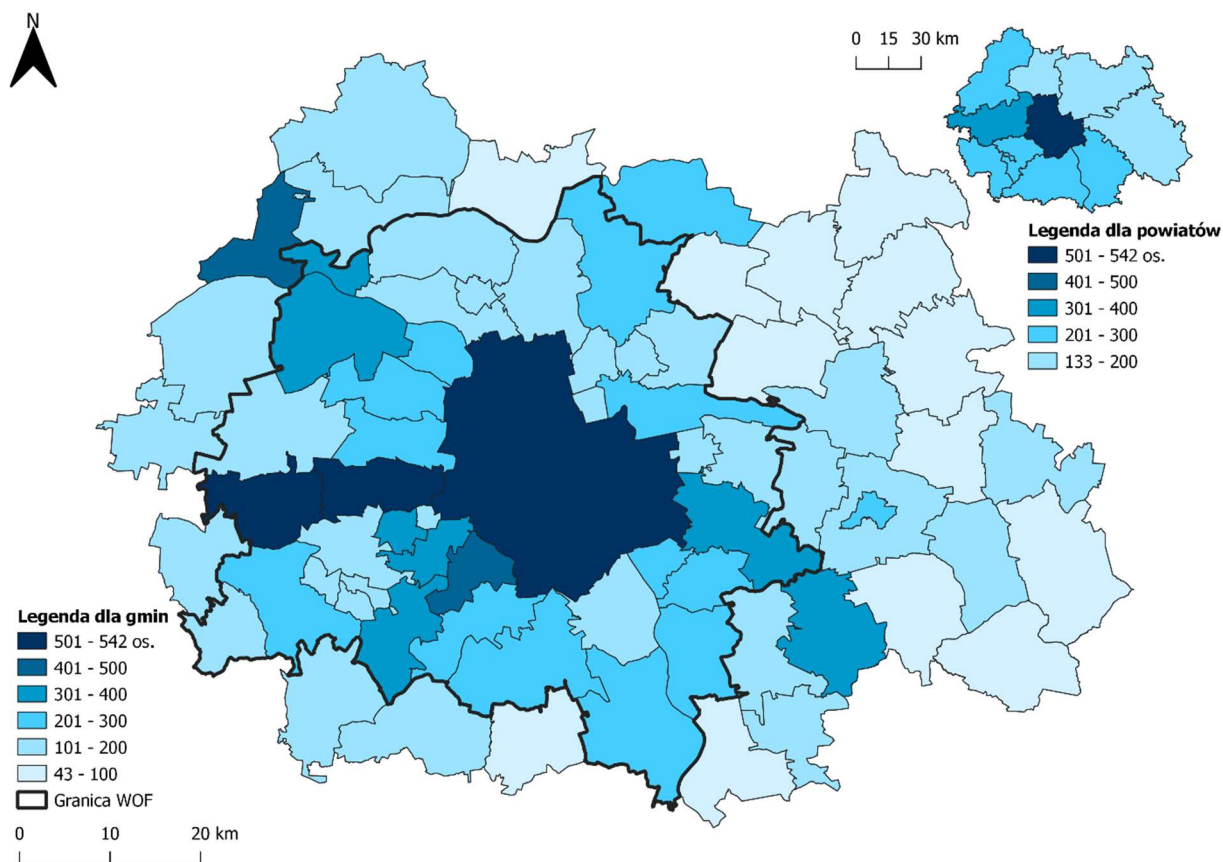 N
0 15 30 km
Legenda dla powiatów
501 - 542 os.
401 - 500
301 - 400
201 - 300
133 - 200
Legenda dla gmin
501 - 542 os.
401 - 500
301 - 400
201 - 300
101 - 200
43 - 100
Granica WOF
0 10 20 km